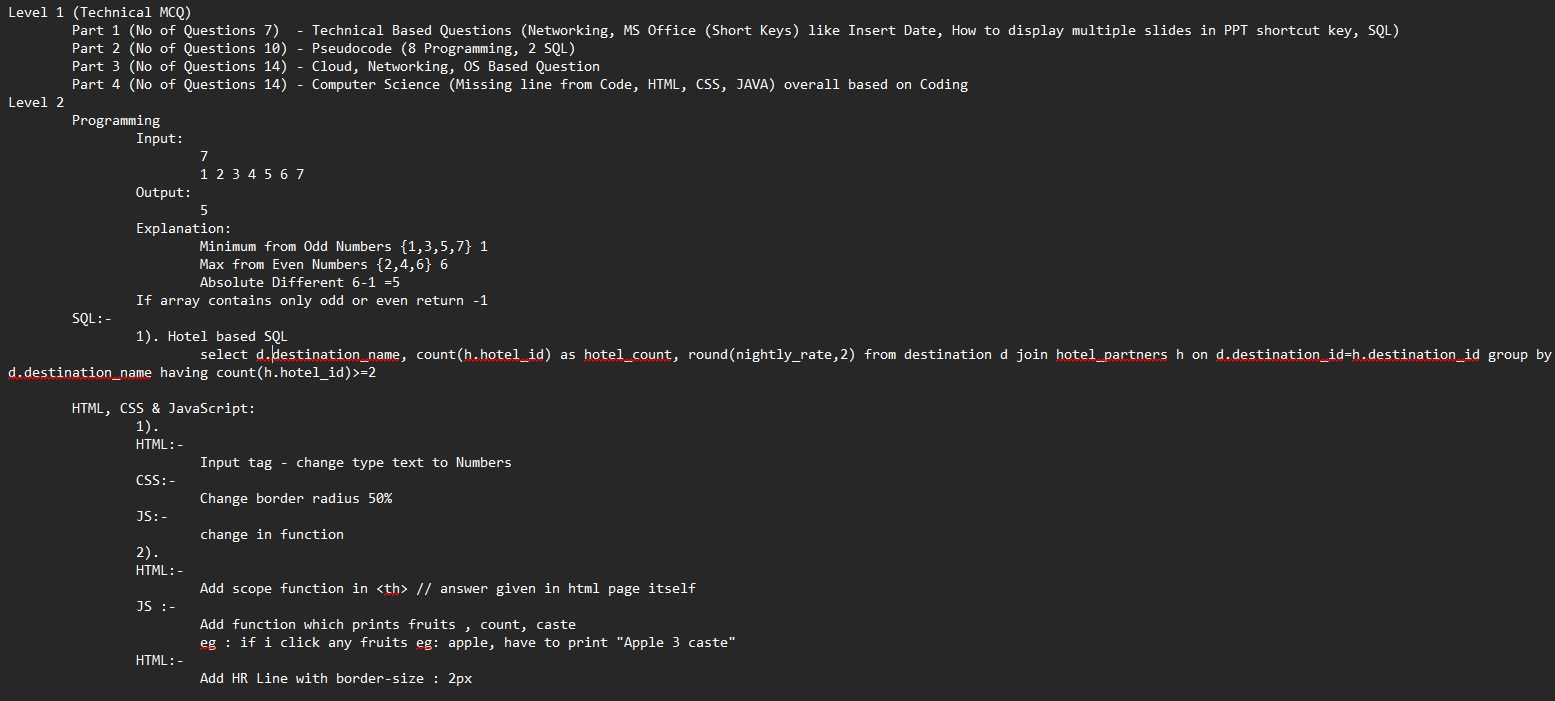 Level 1 (Technical MCQ)
Part 1 (No of Questions 7)  - Technical Based Questions (Networking, MS Office (Short Keys) like Insert Date, How to display multiple slides in PPT shortcut key, SQL)
Part 2 (No of Questions 10) - Pseudocode (8 Programming, 2 SQL)
Part 3 (No of Questions 14) - Cloud, Networking, OS Based Question
Part 4 (No of Questions 14) - Computer Science (Missing line from Code, HTML, CSS, JAVA) overall based on Coding
Level 2
Programming
Input:
7
1 2 3 4 5 6 7
Output:
5
Explanation:
Minimum from Odd Numbers {1,3,5,7} 1
Max from Even Numbers {2,4,6} 6
Absolute Different 6-1 =5
If array contains only odd or even return -1
SQL:-
1). Hotel based SQL
select d.destination_name, count(h.hotel_id) as hotel_count, round(nightly_rate,2) from destination d join hotel_partners h on d.destination_id=h.destination_id group by
d.destination_name having count(h.hotel_id)>=2
HTML, CSS & JavaScript:
1).
HTML:-
Input tag - change type text to Numbers
CSS:-
Change border radius 50%
JS:-
change in function
2).
HTML:-
Add scope function in <th> // answer given in html page itself
JS :-
Add function which prints fruits , count, caste
eg : if i click any fruits eg: apple, have to print "Apple 3 caste"
HTML:-
Add HR Line with border-size : 2px